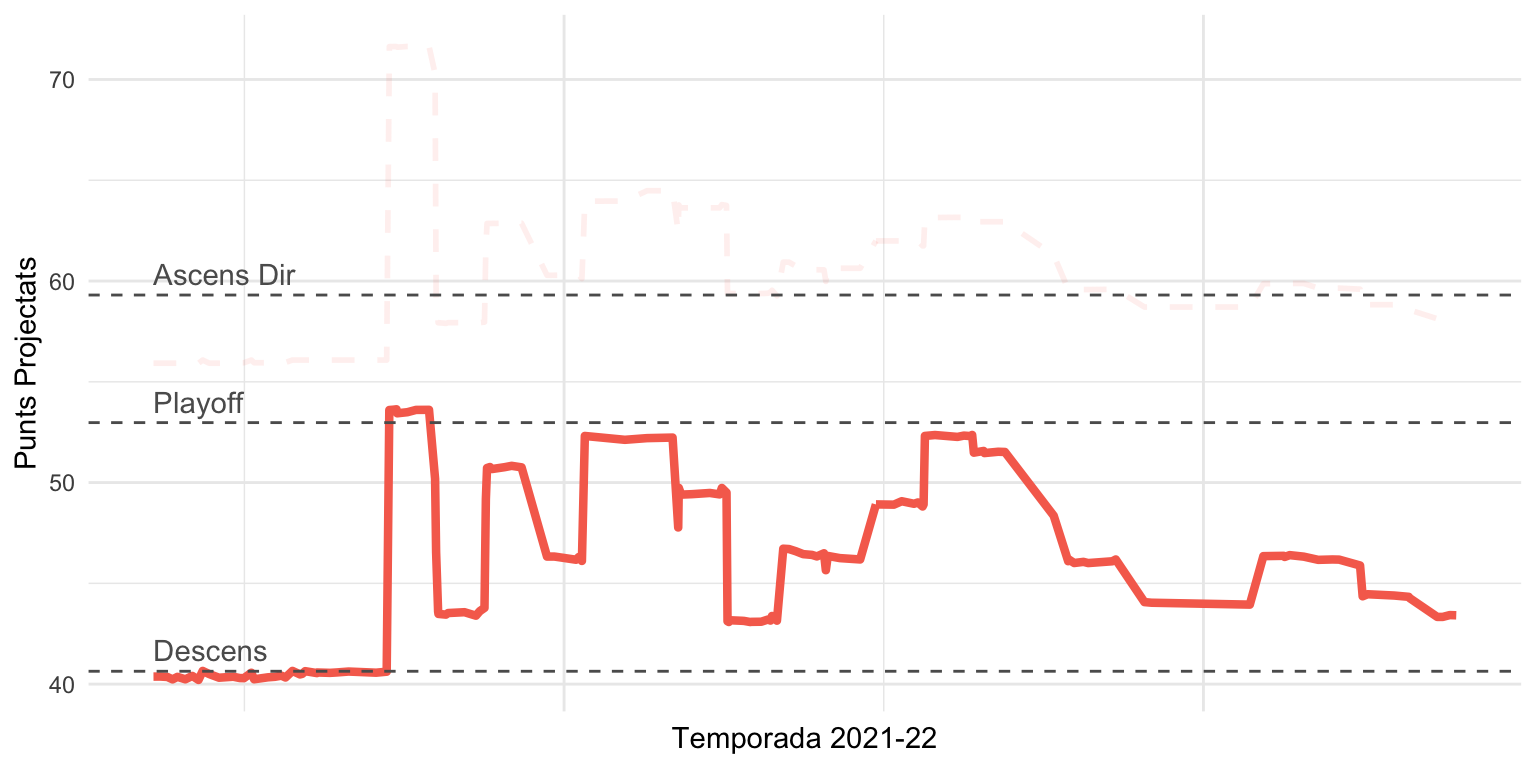 70
60
50
40
Punts Projectats
Ascens Dir
Playoff
Descens
Temporada 2021-22